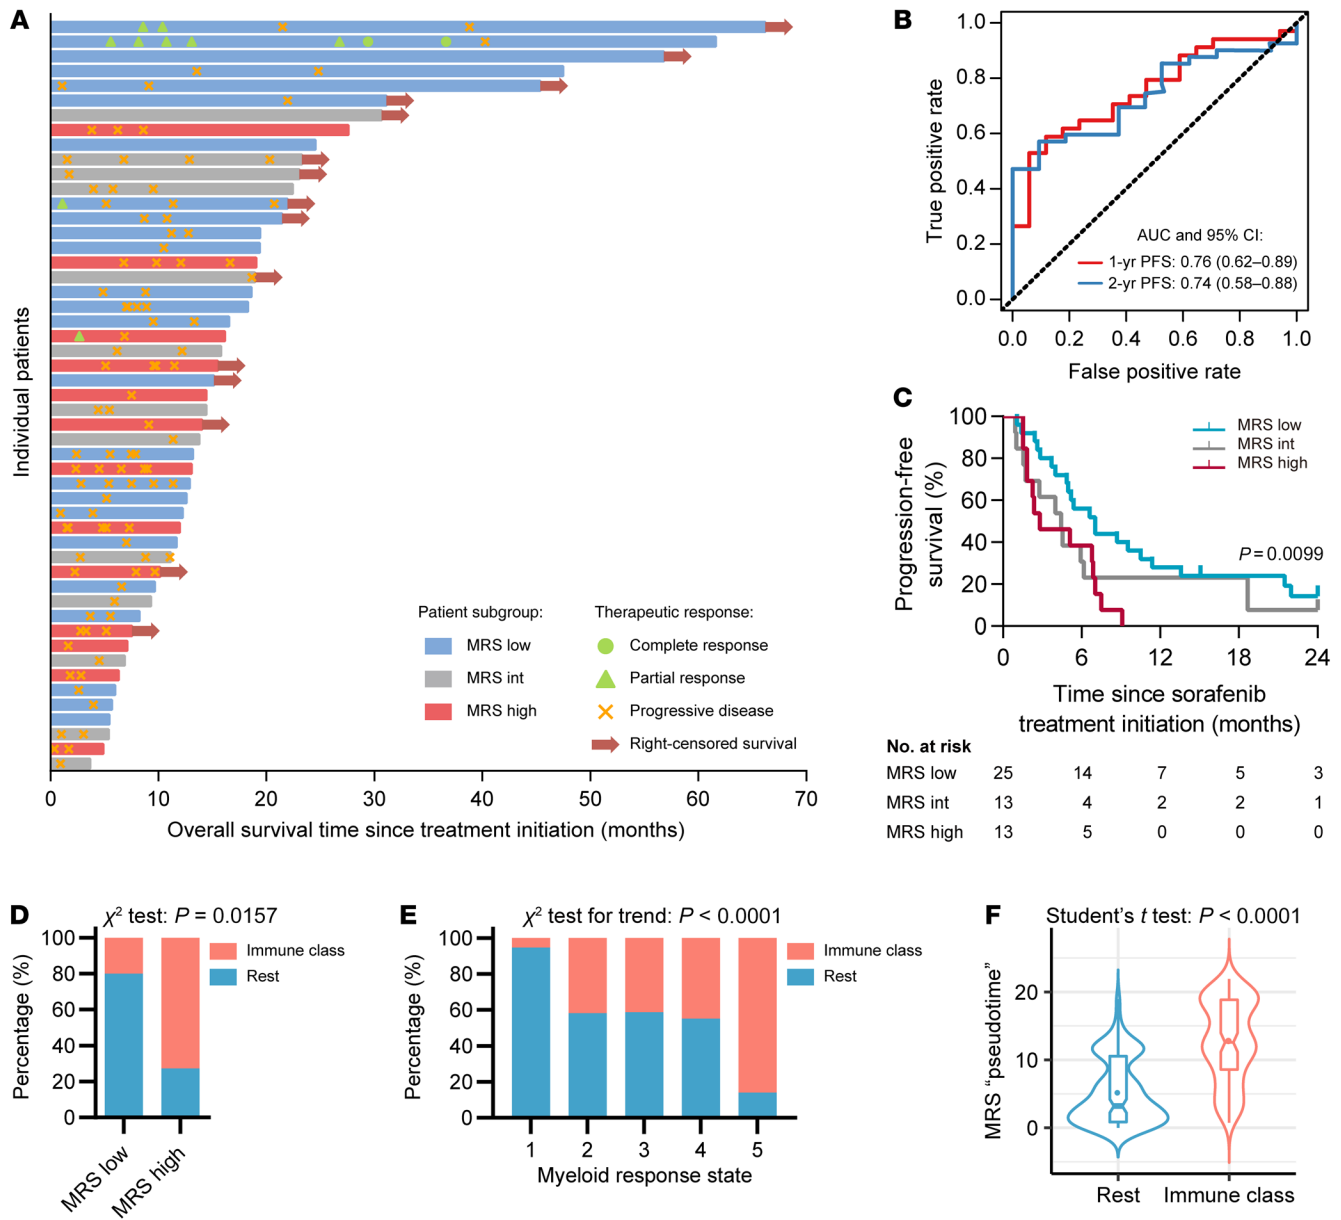 A
Individual patients
Patient subgroup:
MRS low
MRS int
MRS high
Therapeutic response:
Complete response
Partial response
Progressive disease
Right-censored survival
0 10 20 30 40 50 60 70
Overall survival time since treatment initiation (months)
B
True positive rate
1.0
0.8
0.6
0.4
0.2
0.0
AUC and 95% CI:
1-yr PFS: 0.76 (0.62–0.89)
2-yr PFS: 0.74 (0.58–0.88)
0.0 0.2 0.4 0.6 0.8 1.0
False positive rate
C
Progression-free
survival (%)
100
80
60
40
20
0
MRS low
MRS int
MRS high
P = 0.0099
0 6 12 18 24
Time since sorafenib
treatment initiation (months)
No. at risk
MRS low 25 14 7 5 3
MRS int 13 4 2 2 1
MRS high 13 5 0 0 0
D
χ2 test: P = 0.0157
Percentage (%)
100
80
60
40
20
0
Immune class
Rest
MRS low
MRS high
E
χ2 test for trend: P < 0.0001
Percentage (%)
100
80
60
40
20
0
Immune class
Rest
1 2 3 4 5
Myeloid response state
F
Student's t test: P < 0.0001
MRS “pseudotime”
20
10
0
Rest Immune class